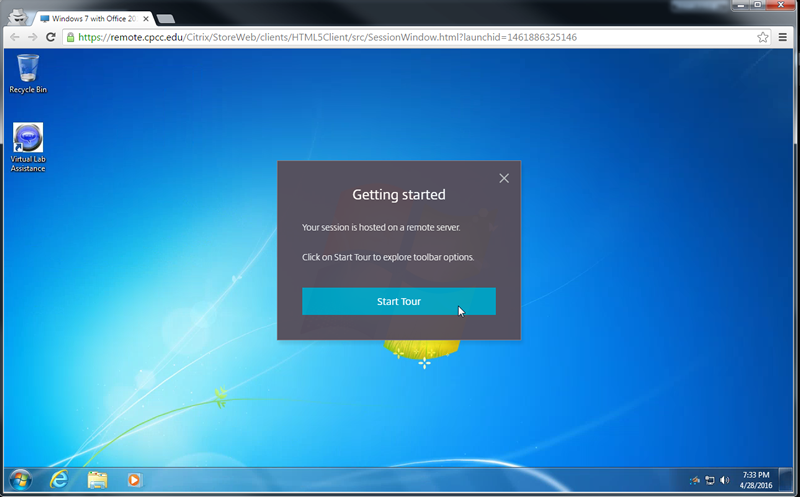 Windows 7 with Office 20
https://remote.cpcc.edu/Citrix/StoreWeb/clients/HTML5Client/src/SessionWindow.html?launchid=1461886325146
Recycle Bin
Virtual Lab
Assistance
Getting started
Your session is hosted on a remote server.
Click on Start Tour to explore toolbar options.
Start Tour
7:33 PM
4/28/2016